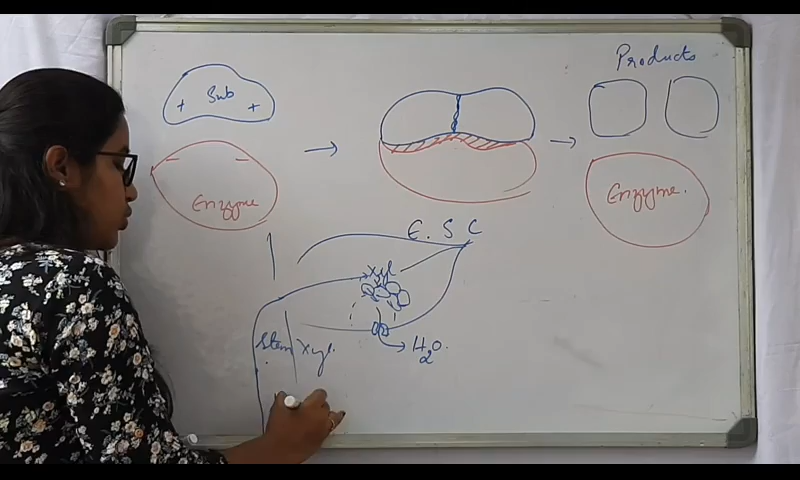 Products
+ Sub +
Enzyme
Enzyme.
E. S C
Xyl
Stem Xyl.
H2O.